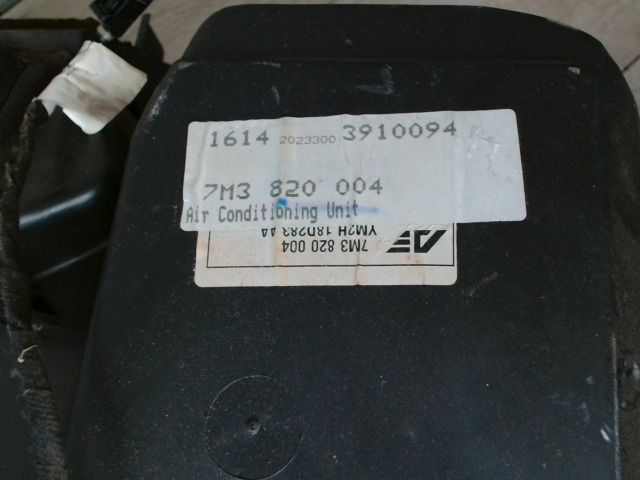 1614 2023300 3910094
7M3 820 004
Air Conditioning Unit
7M3 820 004
YM2H 18D283 AA